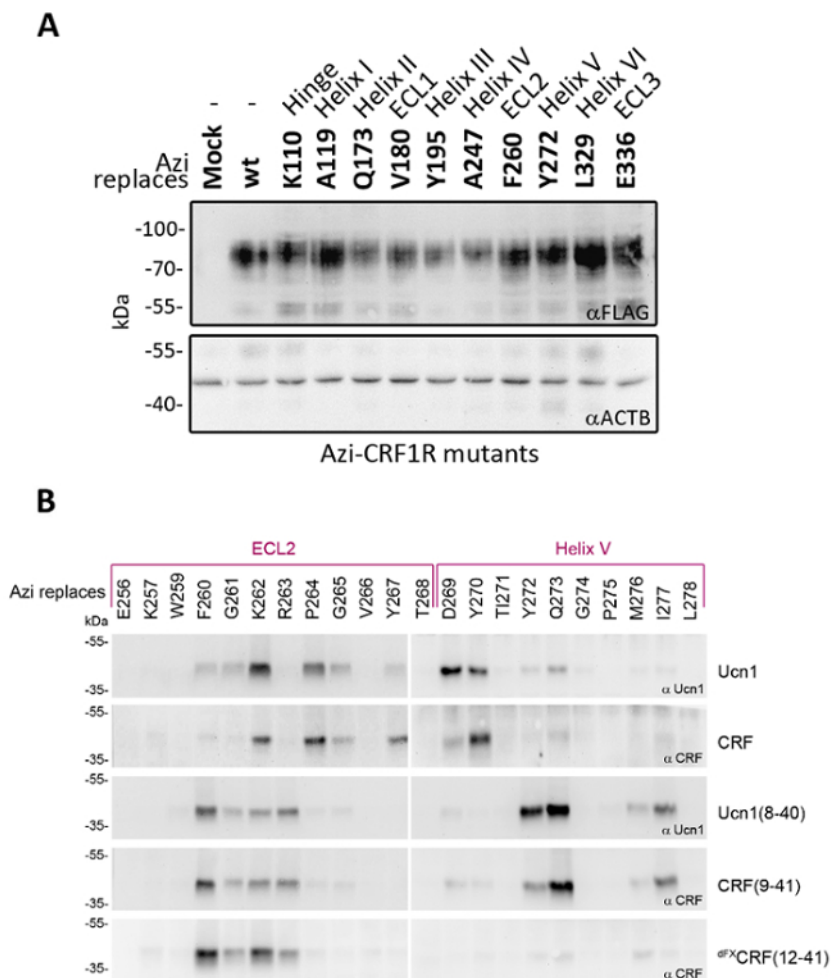 A
- - Hinge Helix I Helix II ECL1 Helix III Helix IV ECL2 Helix V Helix VI ECL3
Azi replaces Mock wt K110 A119 Q173 V180 Y195 A247 F260 Y272 L329 E336
kDa
-100-
-70-
-55-
αFLAG
-55-
-40-
αACTB
Azi-CRF1R mutants
B
ECL2 Helix V
Azi replaces E256 K257 W259 F260 G261 K262 R263 P264 G265 V266 Y267 T268 D269 Y270 TI271 Y272 Q273 G274 P275 M276 I277 L278
kDa
-55-
Ucn1
-35-
α Ucn1
-55-
CRF
-35-
α CRF
-55-
Ucn1(8-40)
-35-
α Ucn1
-55-
CRF(9-41)
-35-
α CRF
-55-
dFXCRF(12-41)
-35-
α CRF